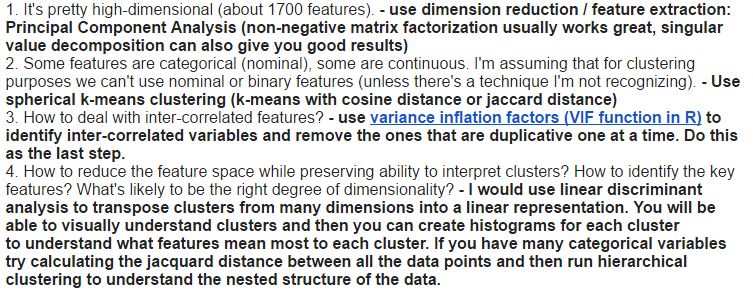 1. It's pretty high-dimensional (about 1700 features). - use dimension reduction / feature extraction:
Principal Component Analysis (non-negative matrix factorization usually works great, singular
value decomposition can also give you good results)
2. Some features are categorical (nominal), some are continuous. I'm assuming that for clustering
purposes we can't use nominal or binary features (unless there's a technique I'm not recognizing). - Use
spherical k-means clustering (k-means with cosine distance or jaccard distance)
3. How to deal with inter-correlated features? - use variance inflation factors (VIF function in R) to
identify inter-correlated variables and remove the ones that are duplicative one at a time. Do this
as the last step.
4. How to reduce the feature space while preserving ability to interpret clusters? How to identify the key
features? What's likely to be the right degree of dimensionality? - I would use linear discriminant
analysis to transpose clusters from many dimensions into a linear representation. You will be
able to visually understand clusters and then you can create histograms for each cluster
to understand what features mean most to each cluster. If you have many categorical variables
try calculating the jacquard distance between all the data points and then run hierarchical
clustering to understand the nested structure of the data.